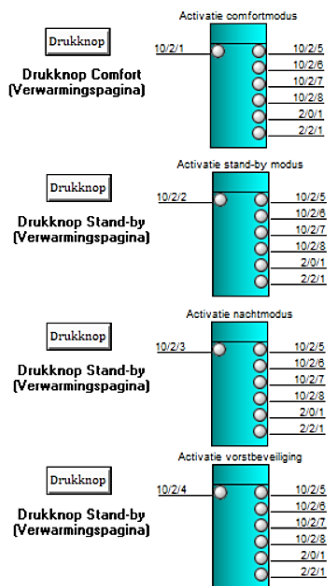 Activatie comfortmodus
Drukknop
10/2/1
10/2/5
10/2/6
10/2/7
10/2/8
2/0/1
2/2/1
Drukknop Comfort
(Verwarmingspagina)
Activatie stand-by modus
Drukknop
10/2/2
10/2/5
10/2/6
10/2/7
10/2/8
2/0/1
2/2/1
Drukknop Stand-by
(Verwarmingspagina)
Activatie nachtmodus
Drukknop
10/2/3
10/2/5
10/2/6
10/2/7
10/2/8
2/0/1
2/2/1
Drukknop Stand-by
(Verwarmingspagina)
Activatie vorstbeveiliging
Drukknop
10/2/4
10/2/5
10/2/6
10/2/7
10/2/8
2/0/1
2/2/1
Drukknop Stand-by
(Verwarmingspagina)